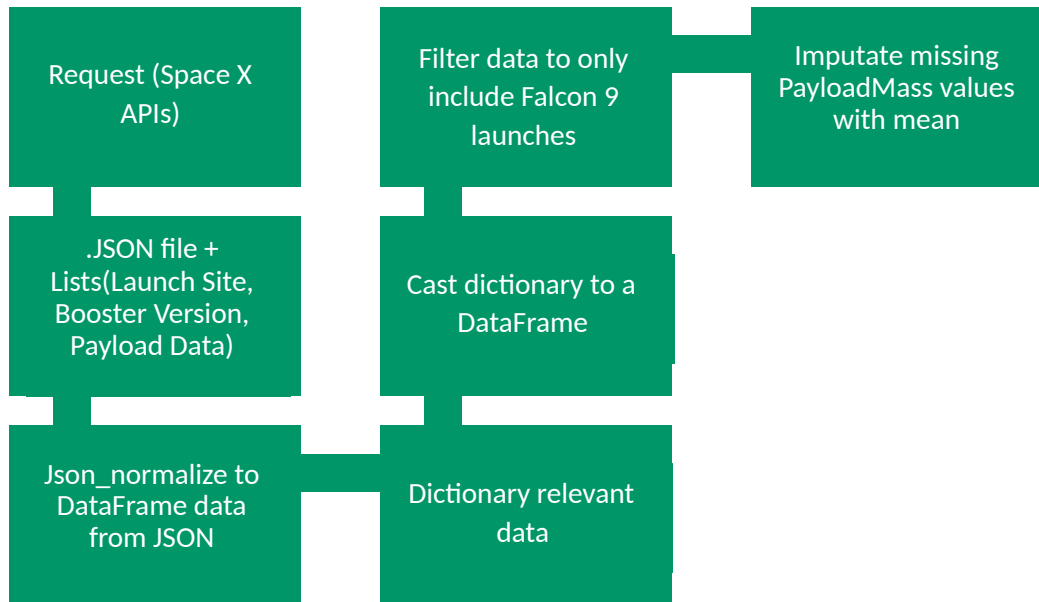 Request (Space X
APIs)
.JSON file +
Lists(Launch Site,
Booster Version,
Payload Data)
Json_normalize to
DataFrame data
from JSON
Dictionary relevant
data
Cast dictionary to a
DataFrame
Filter data to only
include Falcon 9
launches
Imputate missing
PayloadMass values
with mean